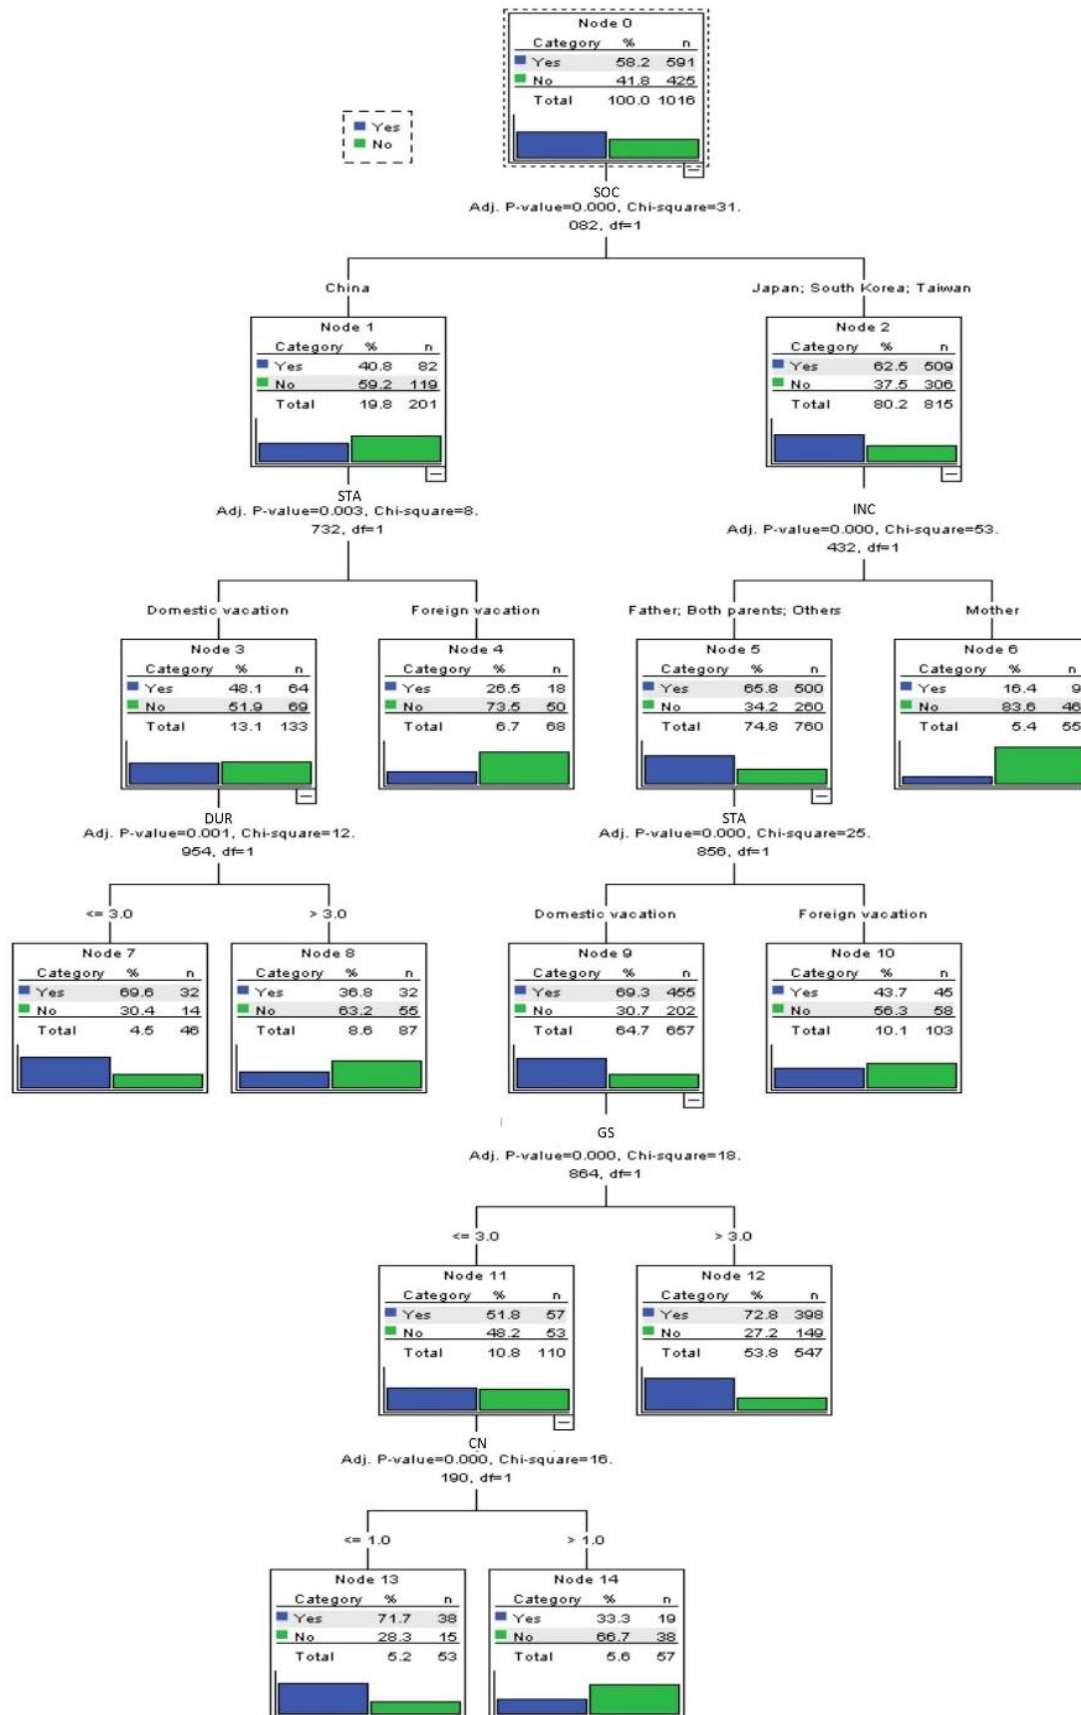 Node 0
Category % n
Yes 58.2 591
No 41.8 425
Total 100.0 1016
Yes
No
SOC
Adj. P-value=0.000, Chi-square=31.
082, df=1
China
Japan; South Korea; Taiwan
Node 1
Category % n
Yes 40.8 82
No 59.2 119
Total 19.8 201
Node 2
Category % n
Yes 62.5 509
No 37.5 306
Total 80.2 815
STA
Adj. P-value=0.003, Chi-square=8.
732, df=1
INC
Adj. P-value=0.000, Chi-square=53.
432, df=1
Domestic vacation
Foreign vacation
Father; Both parents; Others
Mother
Node 3
Category % n
Yes 48.1 64
No 51.9 69
Total 13.1 133
Node 4
Category % n
Yes 26.5 18
No 73.5 50
Total 6.7 68
Node 5
Category % n
Yes 65.8 500
No 34.2 260
Total 74.8 760
Node 6
Category % n
Yes 16.4 9
No 83.6 46
Total 5.4 55
DUR
Adj. P-value=0.001, Chi-square=12.
954, df=1
STA
Adj. P-value=0.000, Chi-square=25.
856, df=1
<= 3.0
> 3.0
Domestic vacation
Foreign vacation
Node 7
Category % n
Yes 69.6 32
No 30.4 14
Total 4.5 46
Node 8
Category % n
Yes 36.8 32
No 63.2 55
Total 8.6 87
Node 9
Category % n
Yes 69.3 455
No 30.7 202
Total 64.7 657
Node 10
Category % n
Yes 43.7 45
No 56.3 58
Total 10.1 103
GS
Adj. P-value=0.000, Chi-square=18.
864, df=1
<= 3.0
> 3.0
Node 11
Category % n
Yes 51.8 57
No 48.2 53
Total 10.8 110
Node 12
Category % n
Yes 72.8 398
No 27.2 149
Total 53.8 547
CN
Adj. P-value=0.000, Chi-square=16.
190, df=1
<= 1.0
> 1.0
Node 13
Category % n
Yes 71.7 38
No 28.3 15
Total 5.2 53
Node 14
Category % n
Yes 33.3 19
No 66.7 38
Total 5.6 57